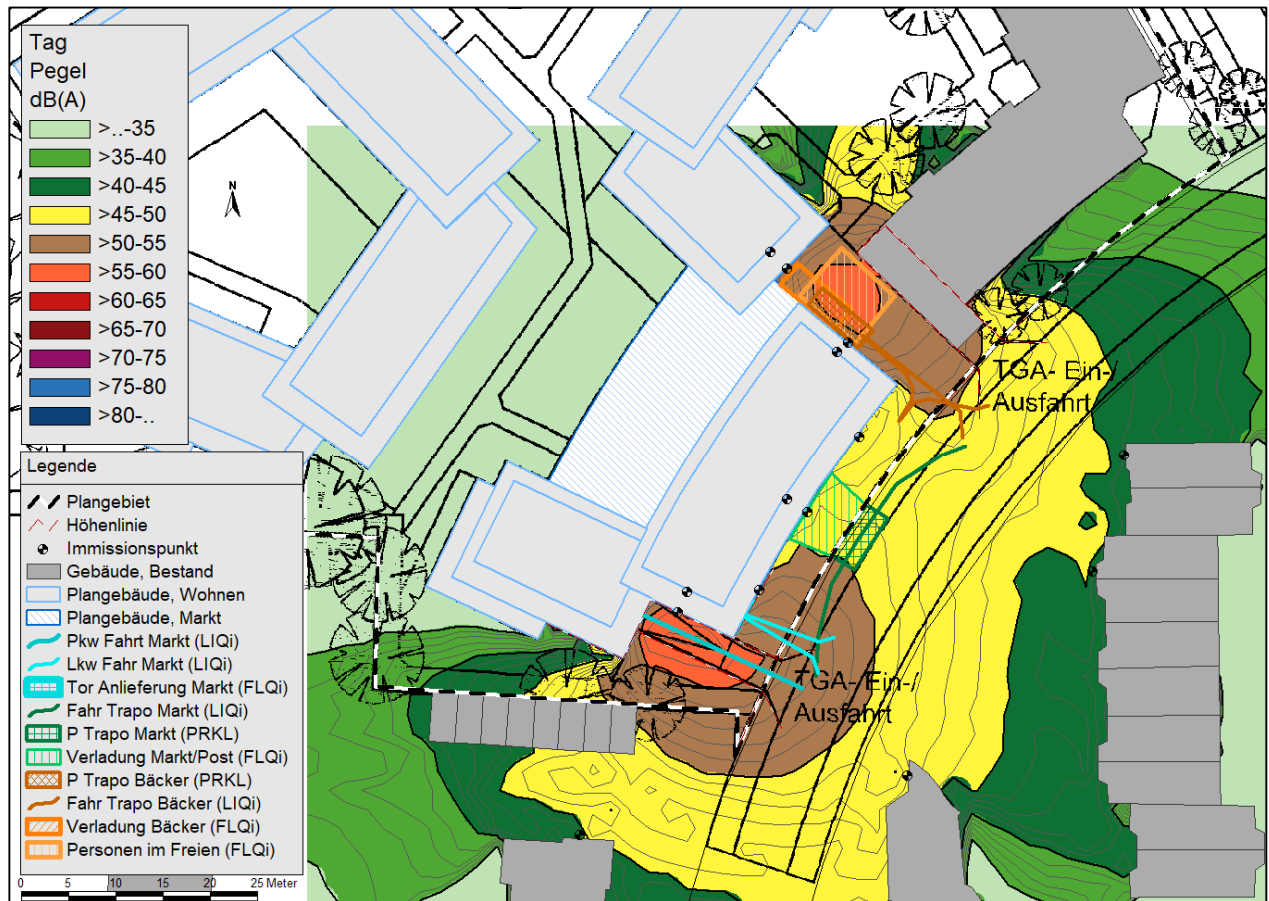 Tag
Pegel
dB(A)
>..-35
>35-40
>40-45
>45-50
>50-55
>55-60
>60-65
>65-70
>70-75
>75-80
>80-..
N
Legende
Plangebiet
Höhenlinie
Immissionspunkt
Gebäude, Bestand
Plangebäude, Wohnen
Plangebäude, Markt
Pkw Fahrt Markt (LIQi)
Lkw Fahr Markt (LIQi)
Tor Anlieferung Markt (FLQi)
Fahr Trapo Markt (LIQi)
P Trapo Markt (PRKL)
Verladung Markt/Post (FLQi)
P Trapo Bäcker (PRKL)
Fahr Trapo Bäcker (LIQi)
Verladung Bäcker (FLQi)
Personen im Freien (FLQi)
0 5 10 15 20 25 Meter
TGA- Ein-/
Ausfahrt
TGA- Ein-/
Ausfahrt